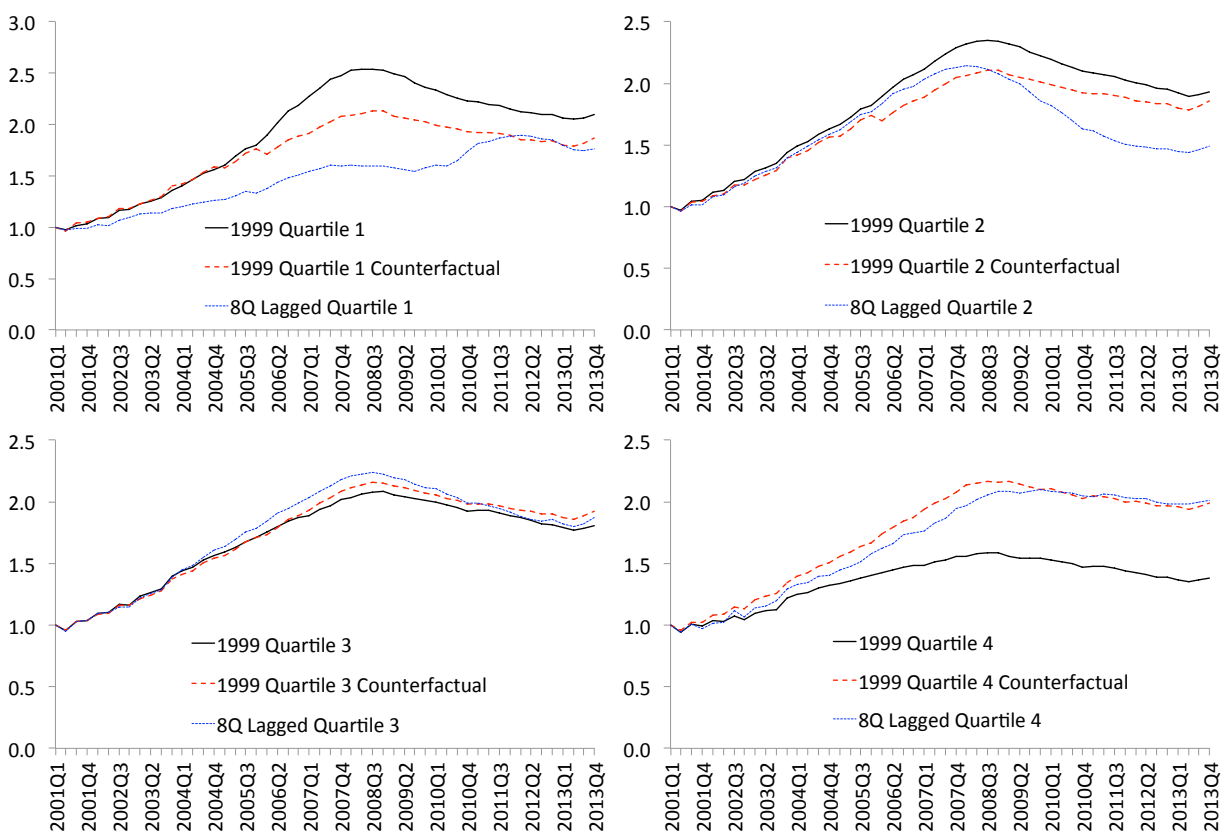 3.0
2.5
2.0
1.5
1.0
0.5
0.0
1999 Quartile 1
1999 Quartile 1 Counterfactual
8Q Lagged Quartile 1
2001Q1
2001Q4
2002Q3
2003Q2
2004Q1
2004Q4
2005Q3
2006Q2
2007Q1
2007Q4
2008Q3
2009Q2
2010Q1
2010Q4
2011Q3
2012Q2
2013Q1
2013Q4
2.5
2.0
1.5
1.0
0.5
0.0
1999 Quartile 2
1999 Quartile 2 Counterfactual
8Q Lagged Quartile 2
2001Q1
2001Q4
2002Q3
2003Q2
2004Q1
2004Q4
2005Q3
2006Q2
2007Q1
2007Q4
2008Q3
2009Q2
2010Q1
2010Q4
2011Q3
2012Q2
2013Q1
2013Q4
2.5
2.0
1.5
1.0
0.5
0.0
1999 Quartile 3
1999 Quartile 3 Counterfactual
8Q Lagged Quartile 3
2001Q1
2001Q4
2002Q3
2003Q2
2004Q1
2004Q4
2005Q3
2006Q2
2007Q1
2007Q4
2008Q3
2009Q2
2010Q1
2010Q4
2011Q3
2012Q2
2013Q1
2013Q4
2.5
2.0
1.5
1.0
0.5
0.0
1999 Quartile 4
1999 Quartile 4 Counterfactual
8Q Lagged Quartile 4
2001Q1
2001Q4
2002Q3
2003Q2
2004Q1
2004Q4
2005Q3
2006Q2
2007Q1
2007Q4
2008Q3
2009Q2
2010Q1
2010Q4
2011Q3
2012Q2
2013Q1
2013Q4